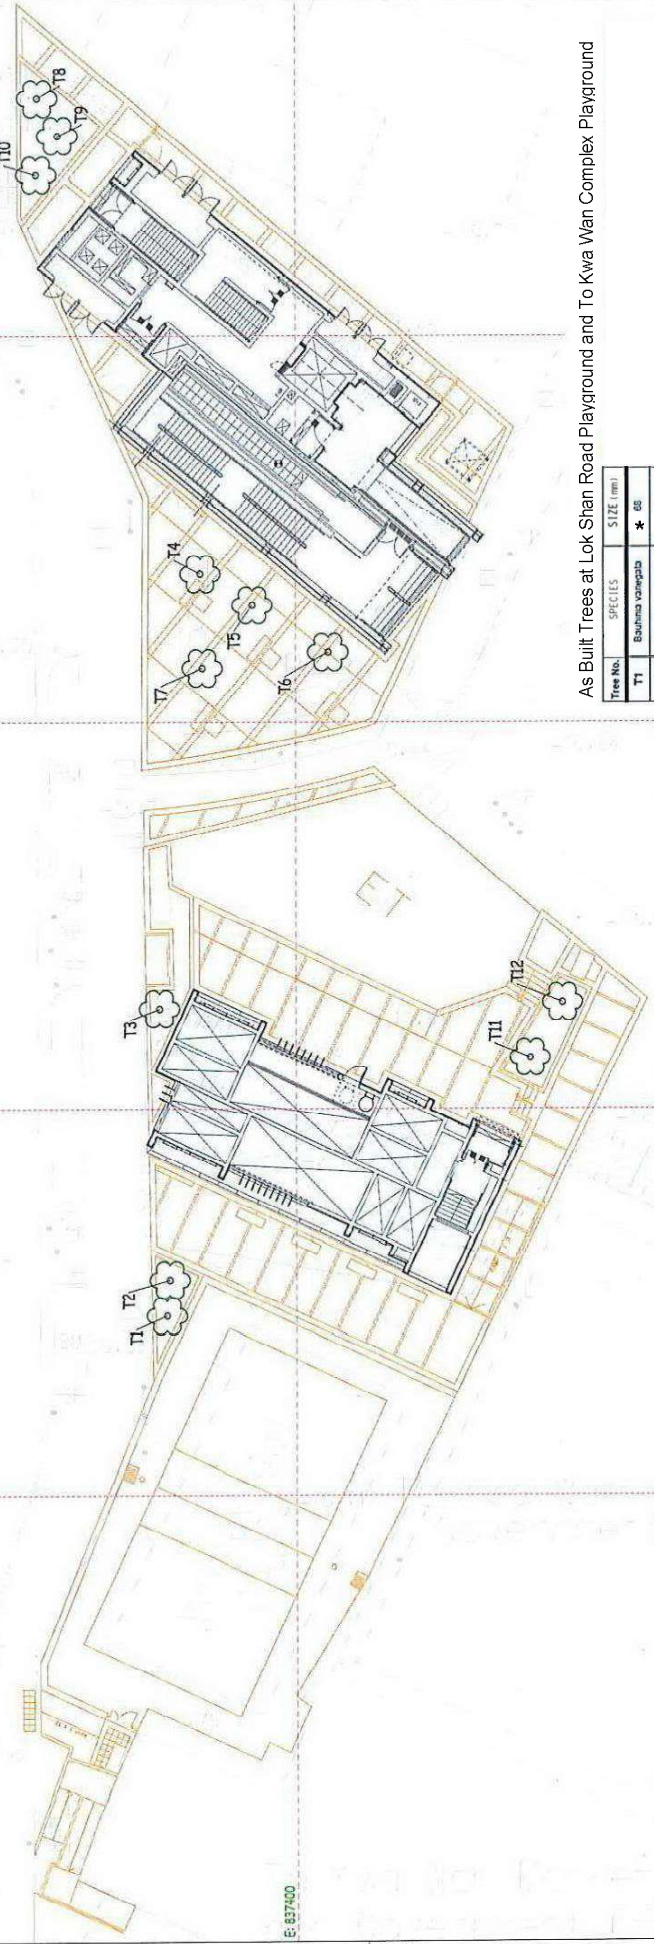 T10
T8
T9
T4
T5
T7
T6
ET
T3
T12
T11
T2
T1
E: 837400
As Built Trees at Lok Shan Road Playground and To Kwa Wan Complex Playground
Tree No. SPECIES SIZE (mm)
T1 Bauhinia variegata * 68